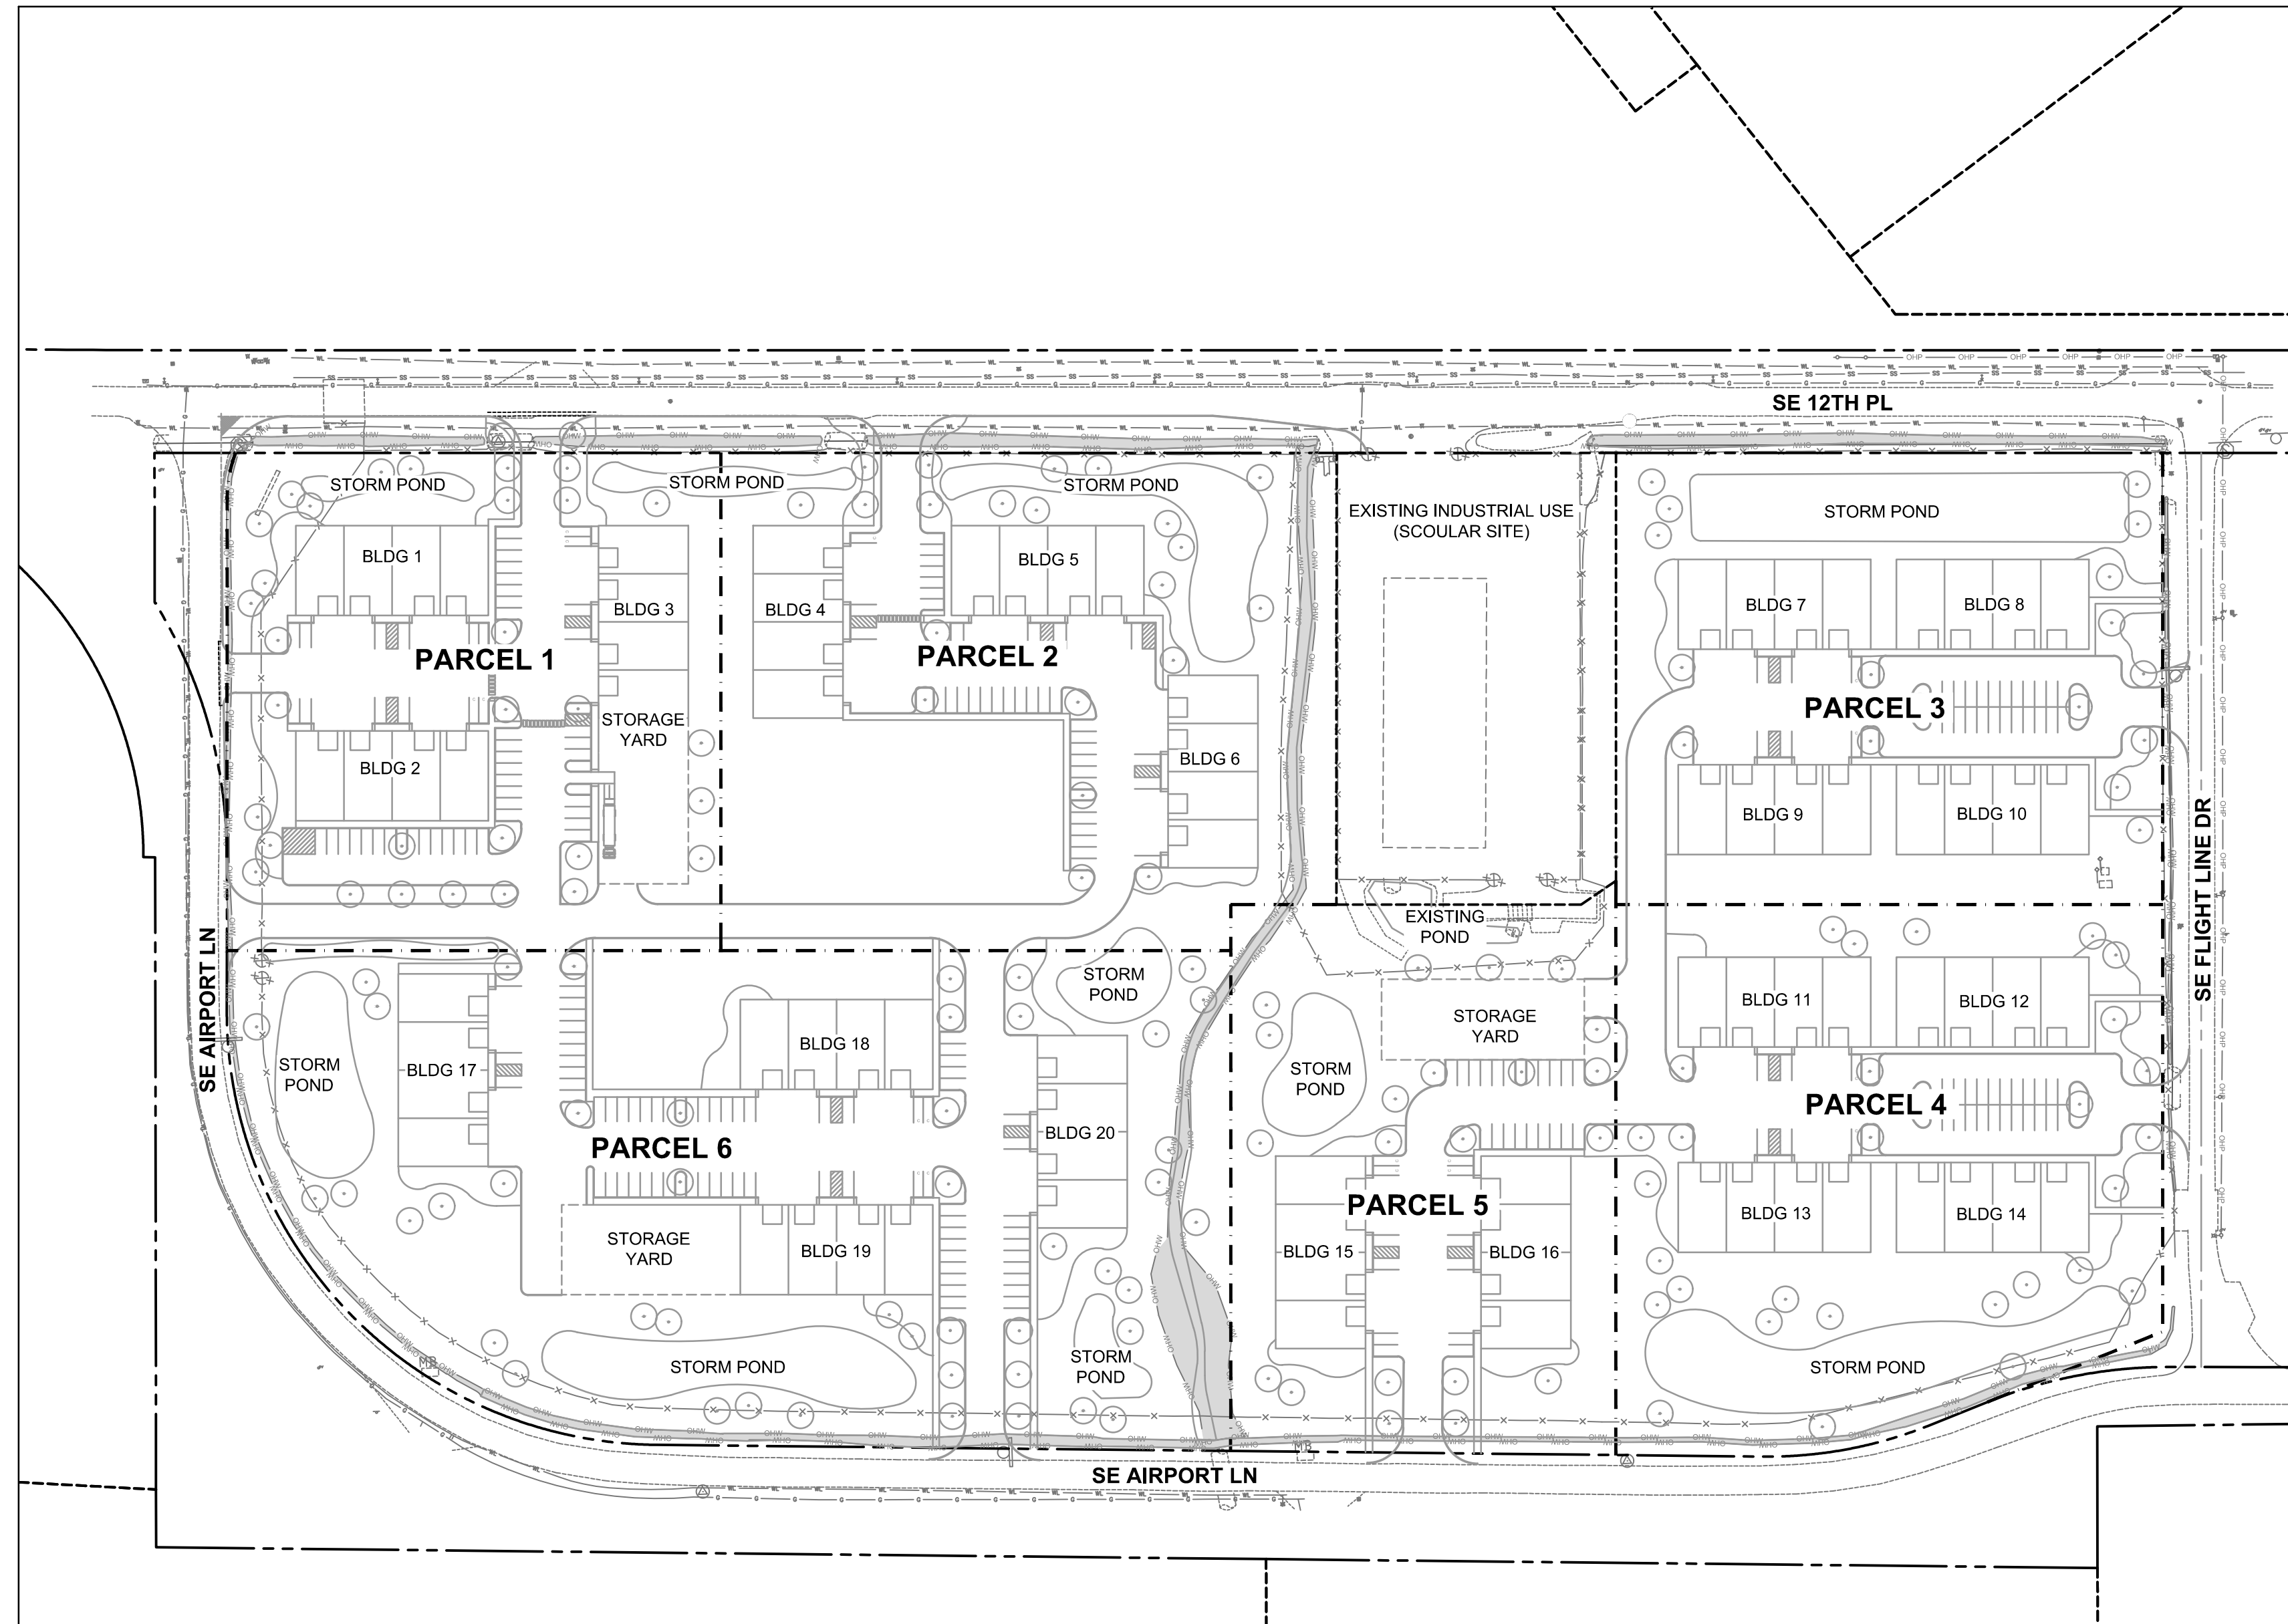 SE 12TH PL
STORM POND
STORM POND
STORM POND
EXISTING INDUSTRIAL USE
(SCOULAR SITE)
STORM POND
BLDG 1
BLDG 3
BLDG 4
BLDG 5
BLDG 7
BLDG 8
PARCEL 1
PARCEL 2
PARCEL 3
STORAGE
YARD
BLDG 2
BLDG 6
BLDG 9
BLDG 10
SE FLIGHT LINE DR
EXISTING
POND
SE AIRPORT LN
STORM
POND
STORAGE
YARD
BLDG 11
BLDG 12
STORM
POND
BLDG 17
BLDG 18
STORM
POND
PARCEL 6
BLDG 20
PARCEL 4
PARCEL 5
STORAGE
YARD
BLDG 19
BLDG 15
BLDG 16
BLDG 13
BLDG 14
STORM POND
STORM
POND
STORM POND
MB
MB
SE AIRPORT LN